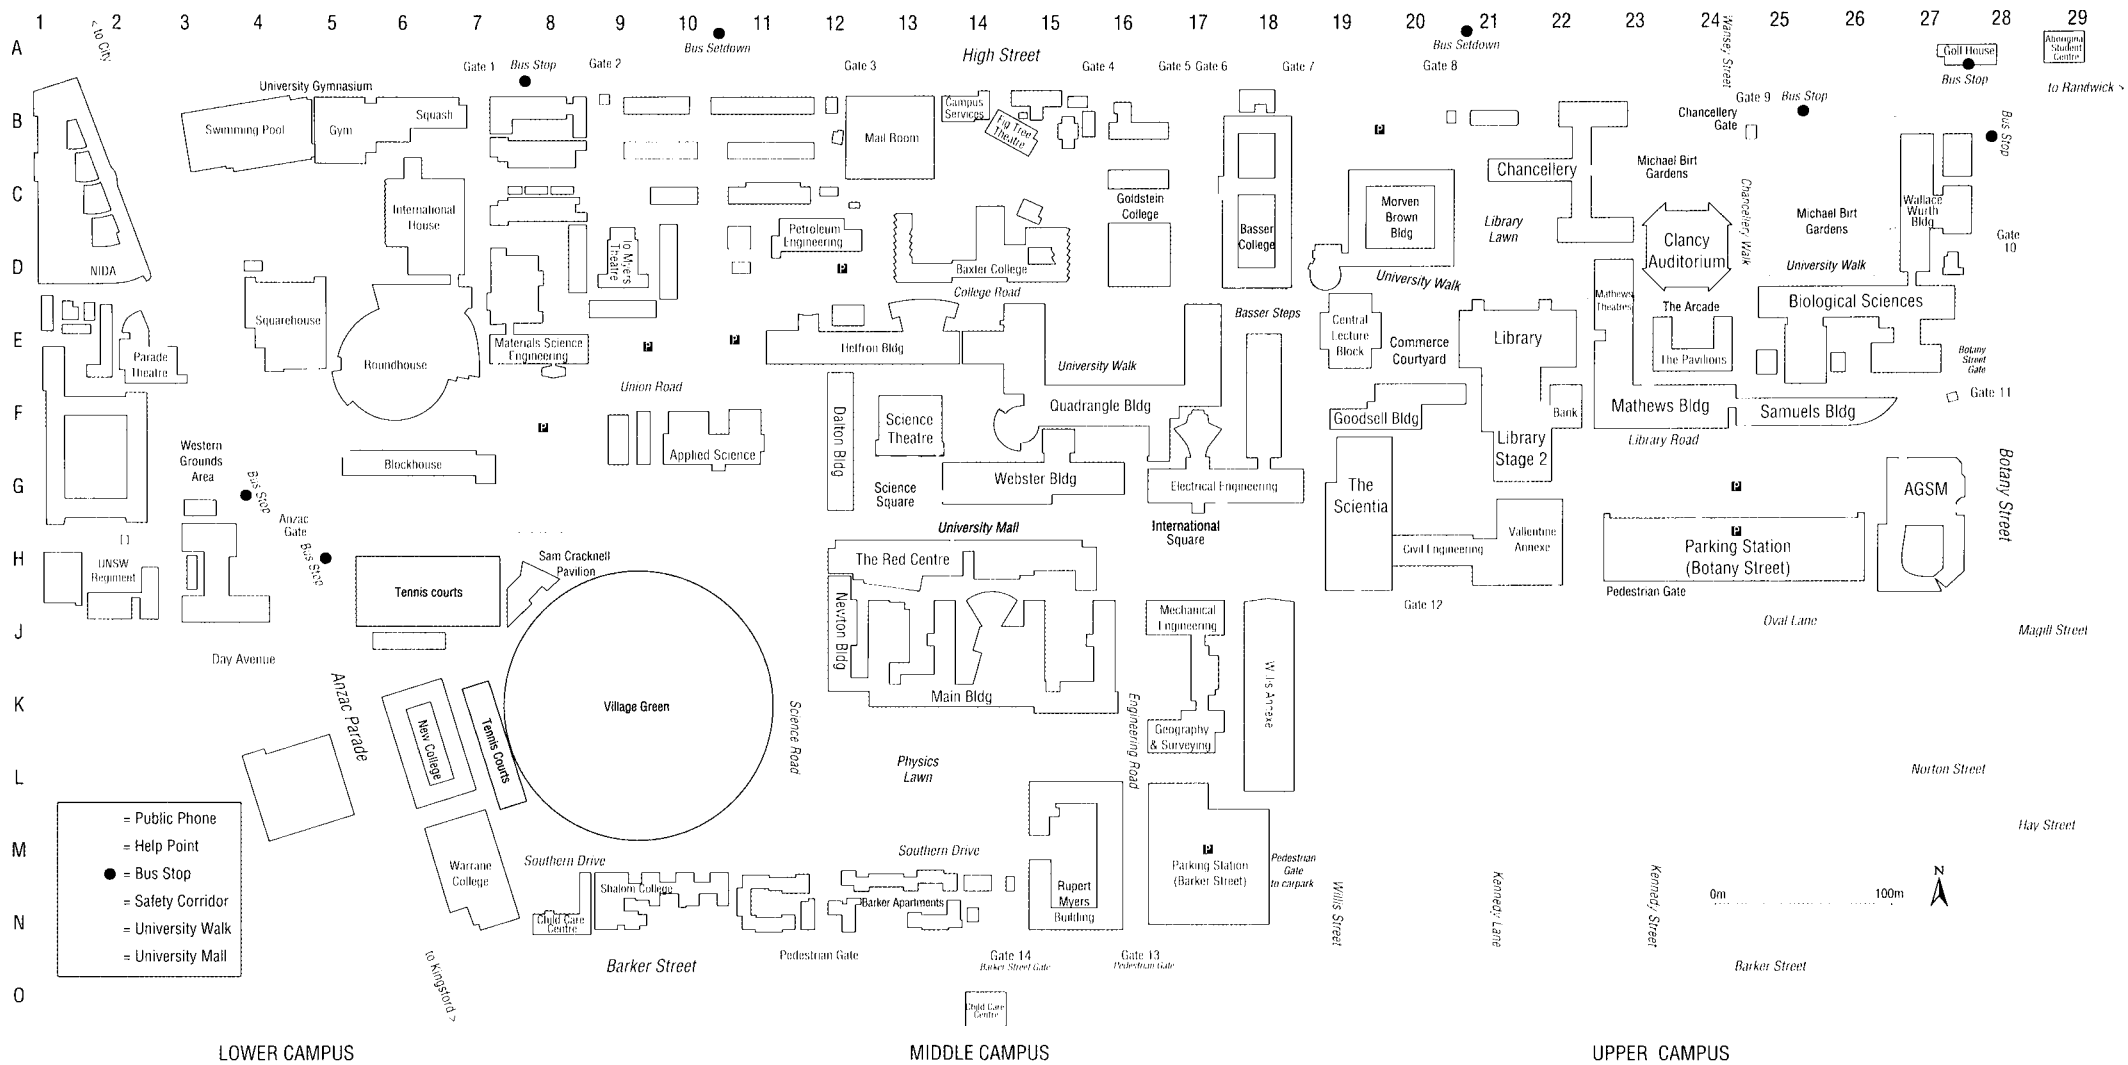 1 2 3 4 5 6 7 8 9 10 11 12 13 14 15 16 17 18 19 20 21 22 23 24 25 26 27 28 29
A
B
C
D
E
F
G
H
J
K
L
M
N
O
< to City
Bus Setdown
High Street
Bus Setdown
Wansey Street
Golf House
Aboriginal
Student
Centre
Gate 1
Bus Stop
Gate 2
Gate 3
Gate 4
Gate 5
Gate 6
Gate 7
Gate 8
Bus Stop
to Randwick >
University Gymnasium
Swimming Pool
Gym
Squash
Mail Room
Campus
Services
Fig Tree
Theatre
P
Gate 9
Bus Stop
Chancellery
Gate
Bus Stop
Chancellery
Michael Birt
Gardens
International
House
Goldstein
College
Morven
Brown
Bldg
Library
Lawn
Chancellery Walk
Michael Birt
Gardens
Wallace
Wurth
Bldg
Petroleum
Engineering
Io Myers
Theatre
Basser
College
Clancy
Auditorium
Gate
10
NIDA
P
Baxter College
University Walk
University Walk
College Road
Mathews
Theatres
The Arcade
Biological Sciences
Squarehouse
Basser Steps
Central
Lecture
Block
Library
Materials Science
Engineering
P
P
Heffron Bldg
Commerce
Courtyard
The Pavilions
Botany
Street
Gate
Parade
Theatre
Roundhouse
University Walk
Union Road
Gate 11
Dalton Bldg
Science
Theatre
Quadrangle Bldg
Goodsell Bldg
Bank
Mathews Bldg
Samuels Bldg
P
Library Road
Western
Grounds
Area
Blockhouse
Applied Science
Library
Stage 2
Botany Street
Webster Bldg
Electrical Engineering
The
Scientia
P
AGSM
Bus Stop
Science
Square
Anzac
Gate
University Mall
International
Square
Vallentine
Annexe
Civil Engineering
P
Parking Station
(Botany Street)
Bus Stop
UNSW
Regiment
Sam Cracknell
Pavilion
The Red Centre
Tennis courts
Pedestrian Gate
Newton Bldg
Mechanical
Engineering
Gate 12
Oval Lane
Magill Street
Day Avenue
Willis Annexe
Anzac Parade
New College
Tennis Courts
Village Green
Science Road
Main Bldg
Engineering Road
Geography
& Surveying
Physics
Lawn
Norton Street
= Public Phone
= Help Point
= Bus Stop
= Safety Corridor
= University Walk
= University Mall
Hay Street
Warrane
College
Southern Drive
Southern Drive
P
Parking Station
(Barker Street)
Pedestrian
Gate
to carpark
Shalom College
Rupert
Myers
Building
Barker Apartments
Child Care
Centre
Willis Street
Kennedy Lane
Kennedy Street
0m
100m
N
to Kingsford >
Barker Street
Pedestrian Gate
Gate 14
Barker Street Gate
Gate 13
Pedestrian Gate
Barker Street
Child Care
Centre
LOWER CAMPUS
MIDDLE CAMPUS
UPPER CAMPUS